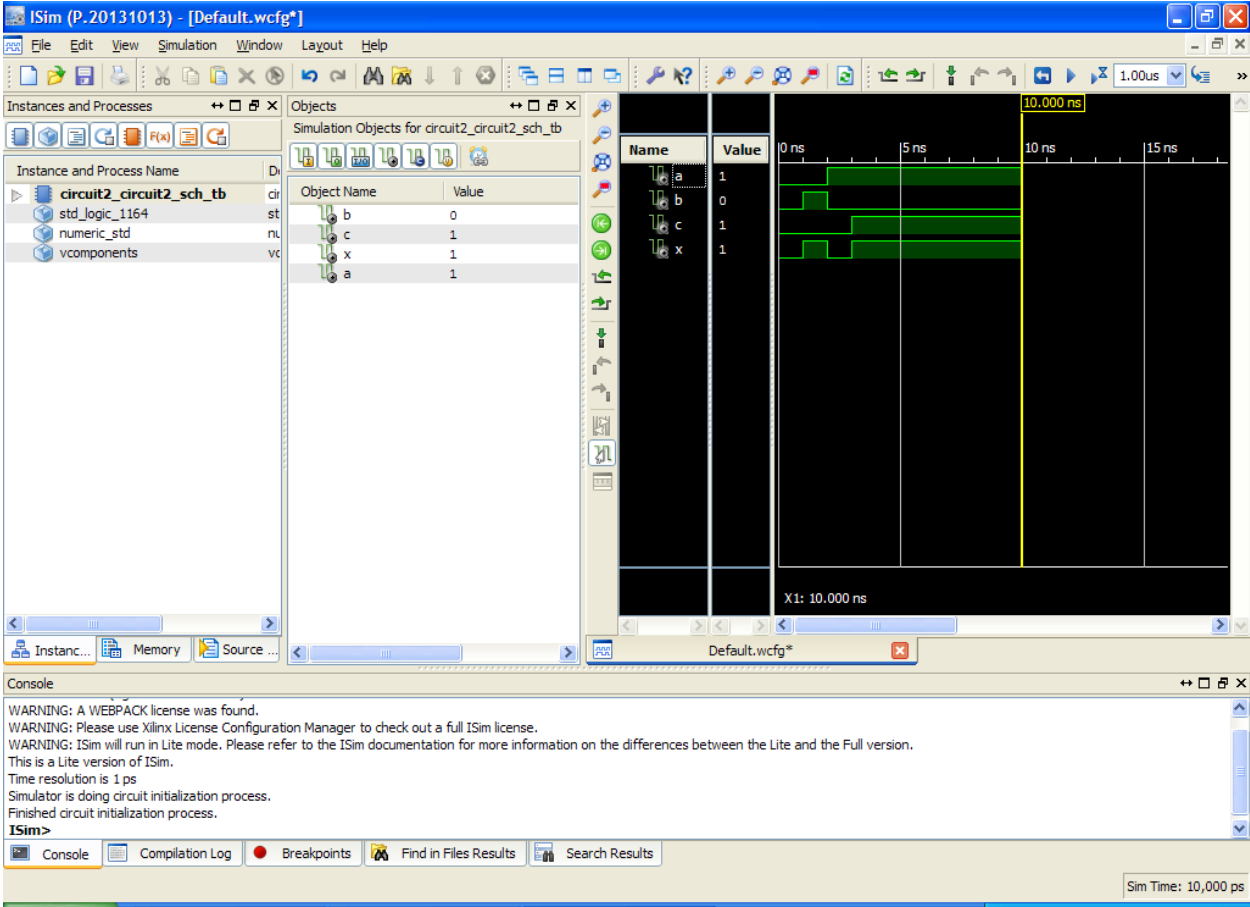 ISim (P.20131013) - [Default.wcfg*]
File Edit View Simulation Window Layout Help
1.00us
»
Instances and Processes
F(x)
Instance and Process Name
circuit2_circuit2_sch_tb
std_logic_1164
numeric_std
vcomponents
Instanc...
Memory
Source ...
Objects
Simulation Objects for circuit2_circuit2_sch_tb
Object Name Value
b 0
c 1
x 1
a 1
Name Value
a 1
b 0
c 1
x 1
10.000 ns
0 ns 5 ns 10 ns 15 ns
X1: 10.000 ns
Default.wcfg*
Console
WARNING: A WEBPACK license was found.
WARNING: Please use Xilinx License Configuration Manager to check out a full ISim license.
WARNING: ISim will run in Lite mode. Please refer to the ISim documentation for more information on the differences between the Lite and the Full version.
This is a Lite version of ISim.
Time resolution is 1 ps
Simulator is doing circuit initialization process.
Finished circuit initialization process.
ISim>
Console Compilation Log Breakpoints Find in Files Results Search Results
Sim Time: 10,000 ps